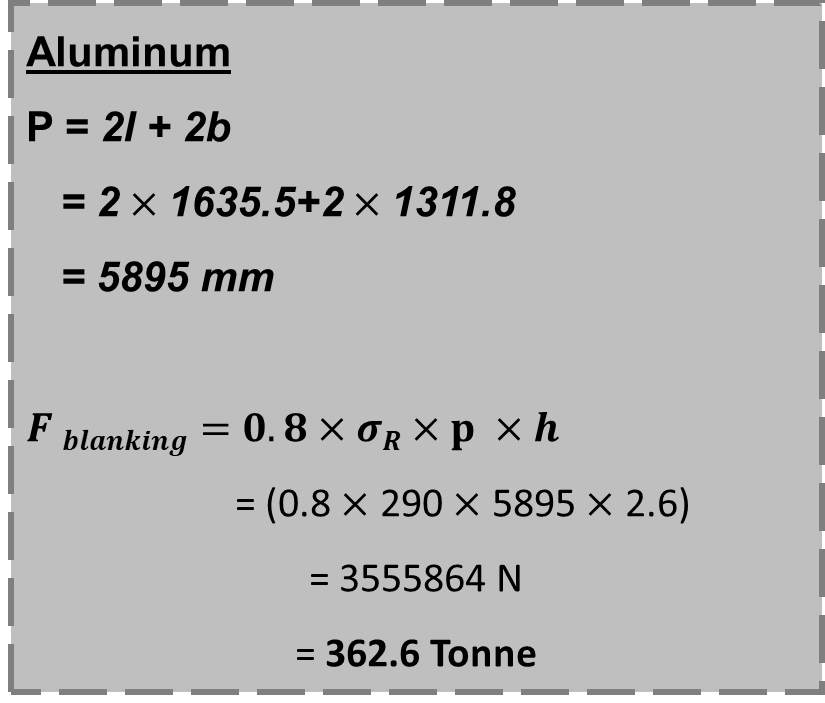 Aluminum
P = 2l + 2b
= 2 × 1635.5+2 × 1311.8
= 5895 mm
F blanking = 0.8 × σR × p × h
= (0.8 × 290 × 5895 × 2.6)
= 3555864 N
= 362.6 Tonne